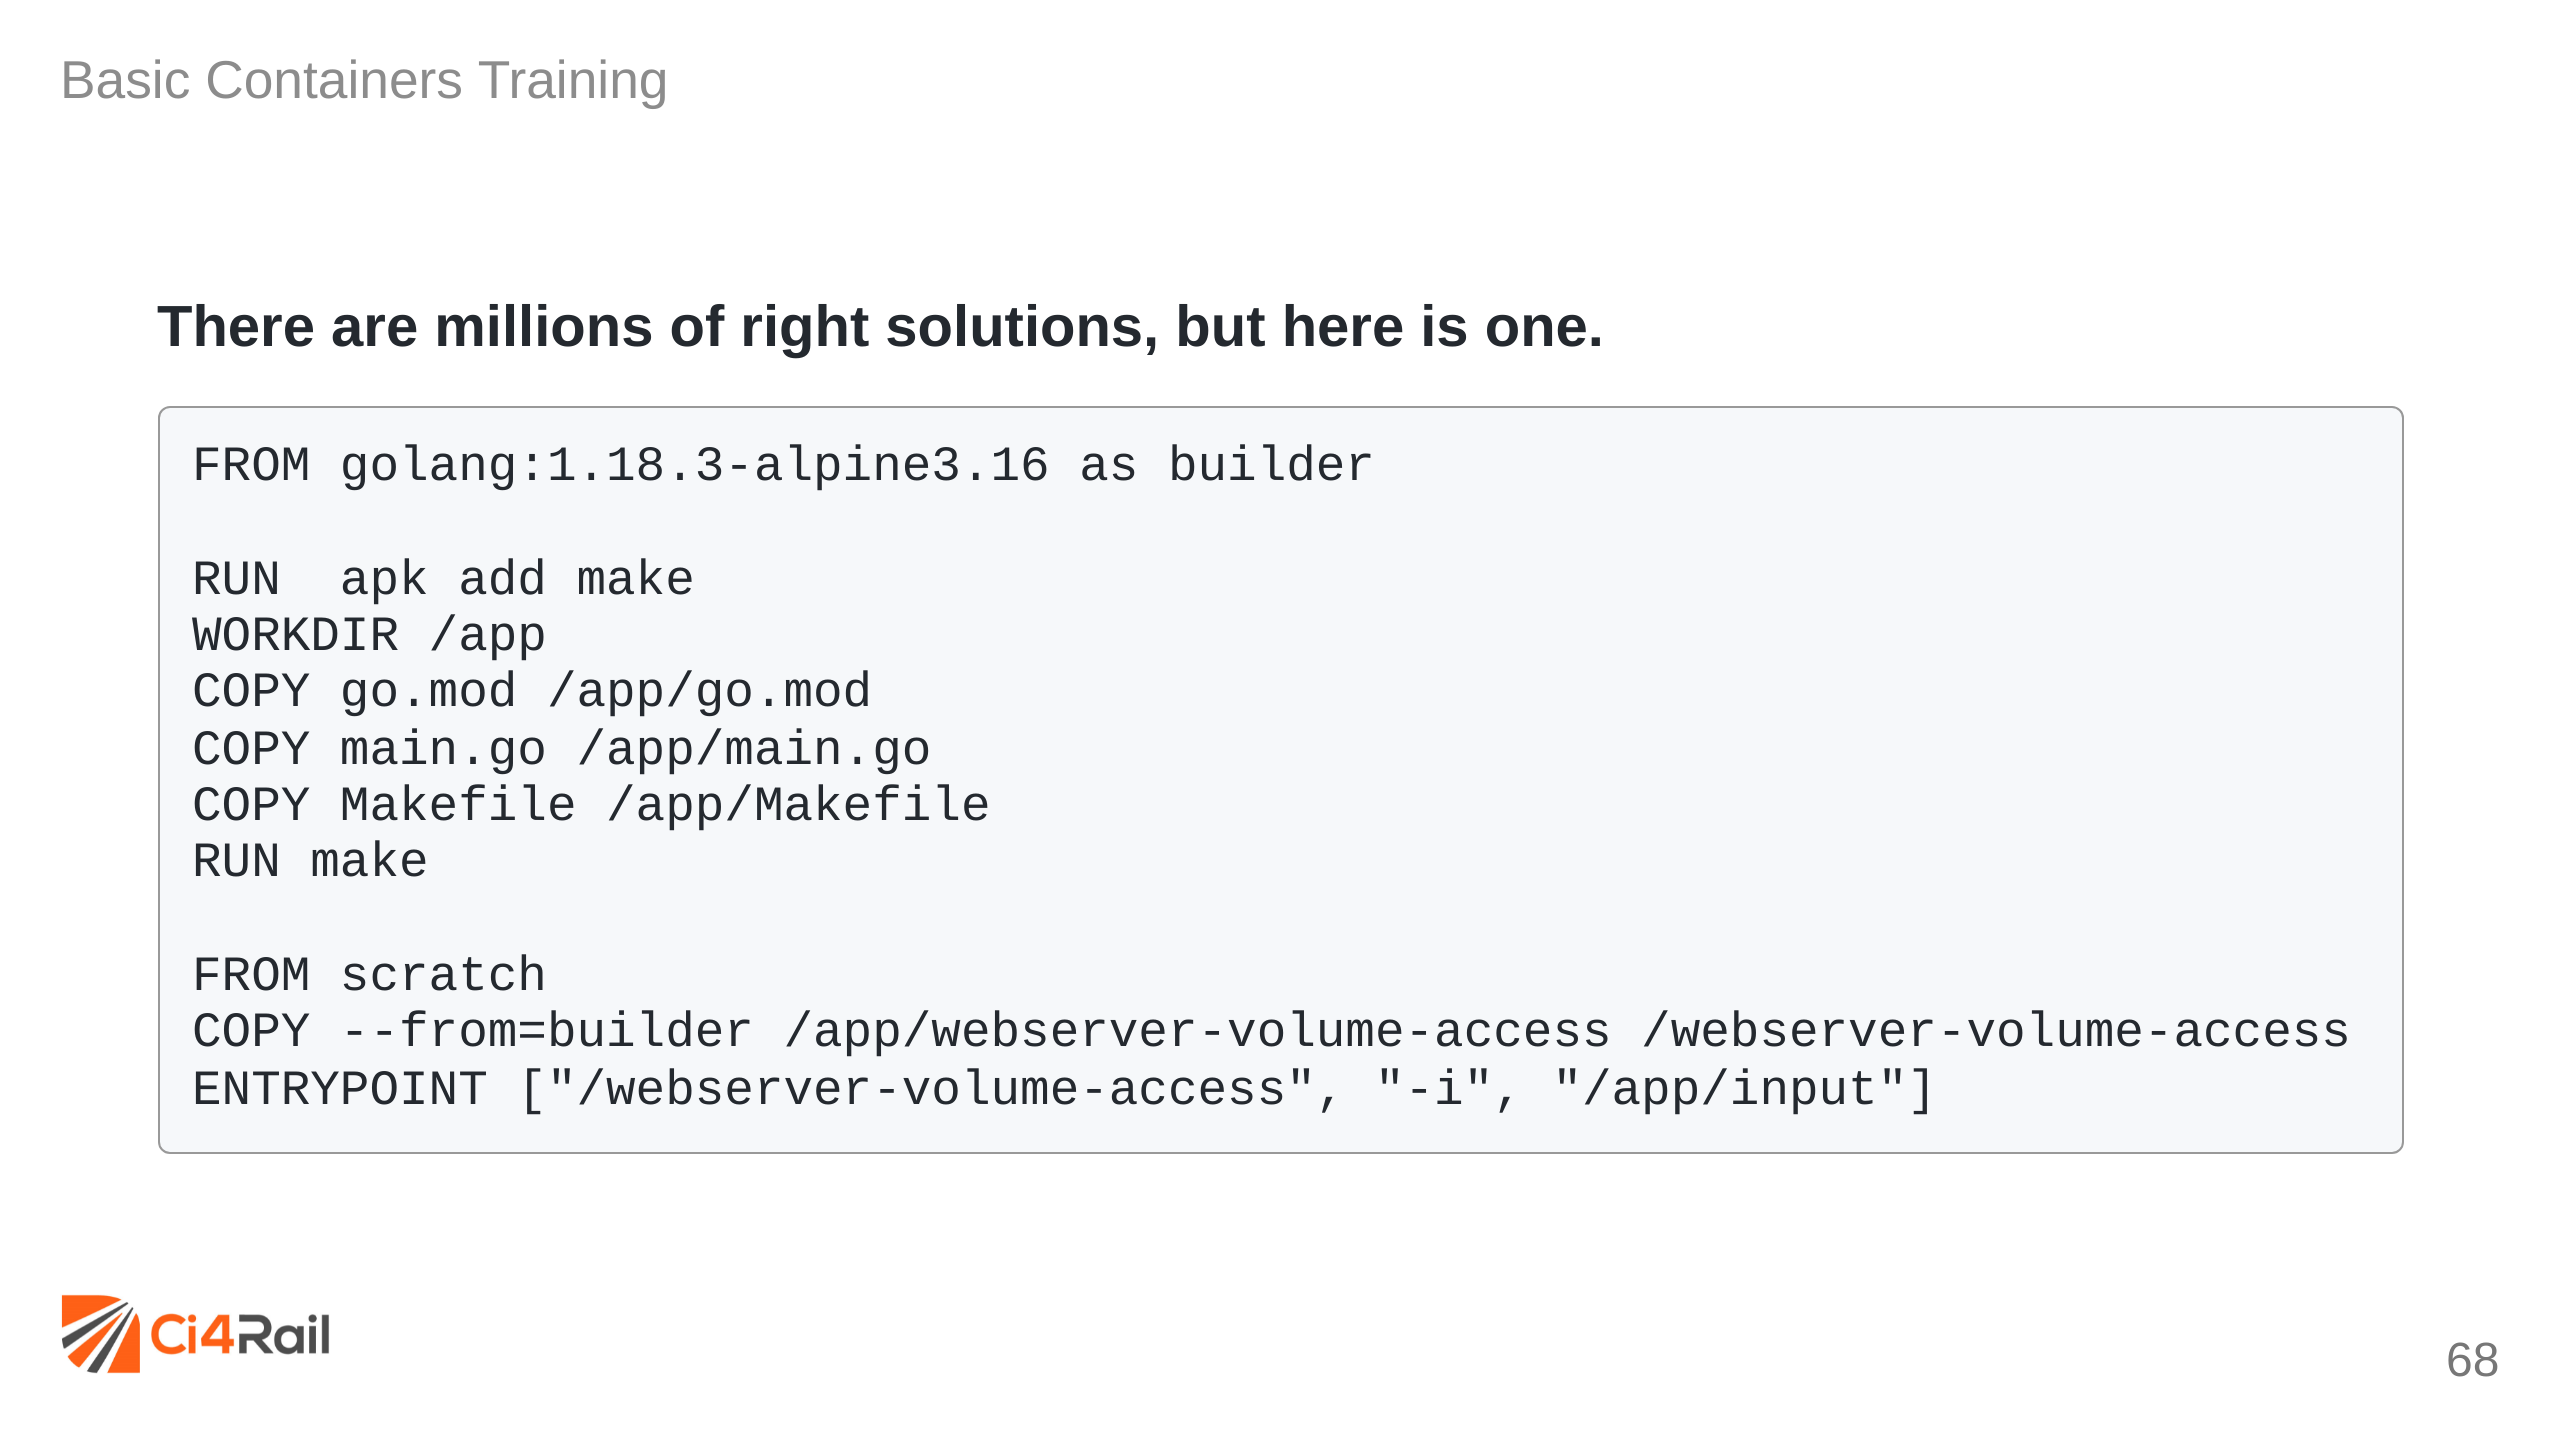 Basic Containers Training
There are millions of right solutions, but here is one.
FROM golang:1.18.3-alpine3.16 as builder

RUN  apk add make
WORKDIR /app
COPY go.mod /app/go.mod
COPY main.go /app/main.go
COPY Makefile /app/Makefile
RUN make

FROM scratch
COPY --from=builder /app/webserver-volume-access /webserver-volume-access
ENTRYPOINT ["/webserver-volume-access", "-i", "/app/input"]
Ci4Rail
68